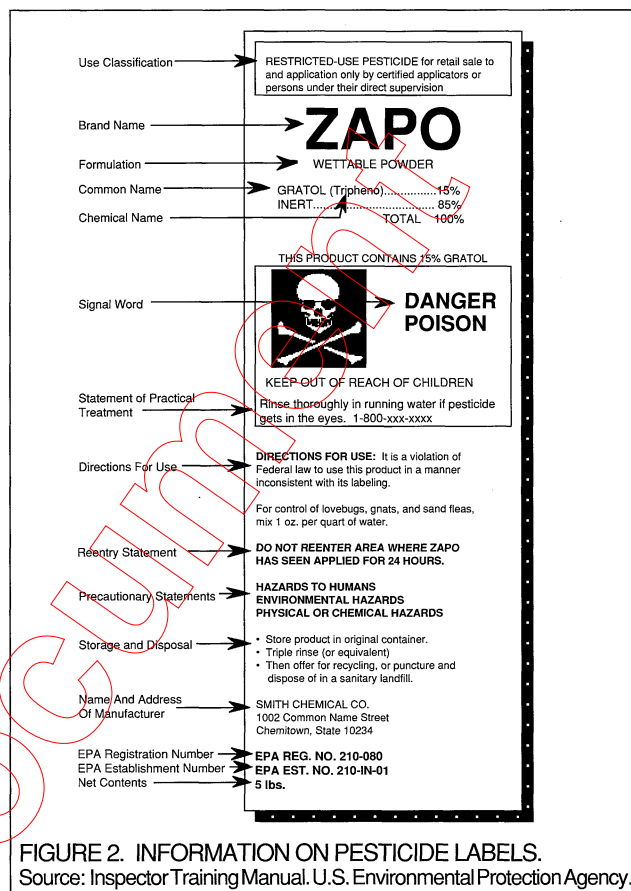 Use Classification
RESTRICTED-USE PESTICIDE for retail sale to
and application only by certified applicators or
persons under their direct supervision
Brand Name
ZAPO
Formulation
WETTABLE POWDER
Common Name
GRATOL (Tripheno)..............15%
INERT.................................. 85%
Chemical Name
TOTAL 100%
THIS PRODUCT CONTAINS 15% GRATOL
Signal Word
DANGER
POISON
KEEP OUT OF REACH OF CHILDREN
Statement of Practical
Treatment
Rinse thoroughly in running water if pesticide
gets in the eyes. 1-800-xxx-xxxx
Directions For Use
DIRECTIONS FOR USE: It is a violation of
Federal law to use this product in a manner
inconsistent with its labeling.
For control of lovebugs, gnats, and sand fleas,
mix 1 oz. per quart of water.
Reentry Statement
DO NOT REENTER AREA WHERE ZAPO
HAS SEEN APPLIED FOR 24 HOURS.
Precautionary Statements
HAZARDS TO HUMANS
ENVIRONMENTAL HAZARDS
PHYSICAL OR CHEMICAL HAZARDS
Storage and Disposal
• Store product in original container.
• Triple rinse (or equivalent)
• Then offer for recycling, or puncture and
dispose of in a sanitary landfill.
Name And Address
Of Manufacturer
SMITH CHEMICAL CO.
1002 Common Name Street
Chemitown, State 10234
EPA Registration Number
EPA REG. NO. 210-080
EPA Establishment Number
EPA EST. NO. 210-IN-01
Net Contents
5 lbs.
FIGURE 2. INFORMATION ON PESTICIDE LABELS.
Source: Inspector Training Manual. U.S. Environmental Protection Agency.
ocument